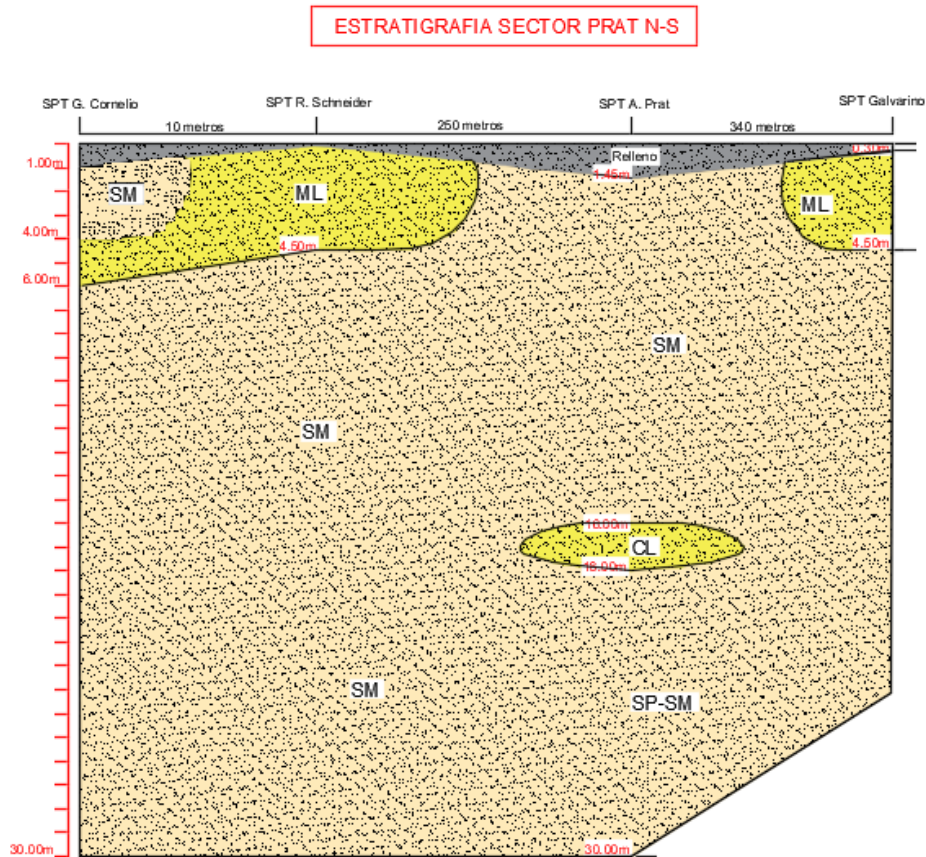 ESTRATIGRAFIA SECTOR PRAT N-S
SPT G. Cornelio
SPT R. Schneider
SPT A. Prat
SPT Galvarino
10 metros
250 metros
340 metros
0.30m
Relleno
1.00m
1.45m
SM
ML
ML
4.00m
4.50m
4.50m
6.00m
SM
SM
16.00m
CL
18.00m
SM
SP-SM
30.00m
30.00m